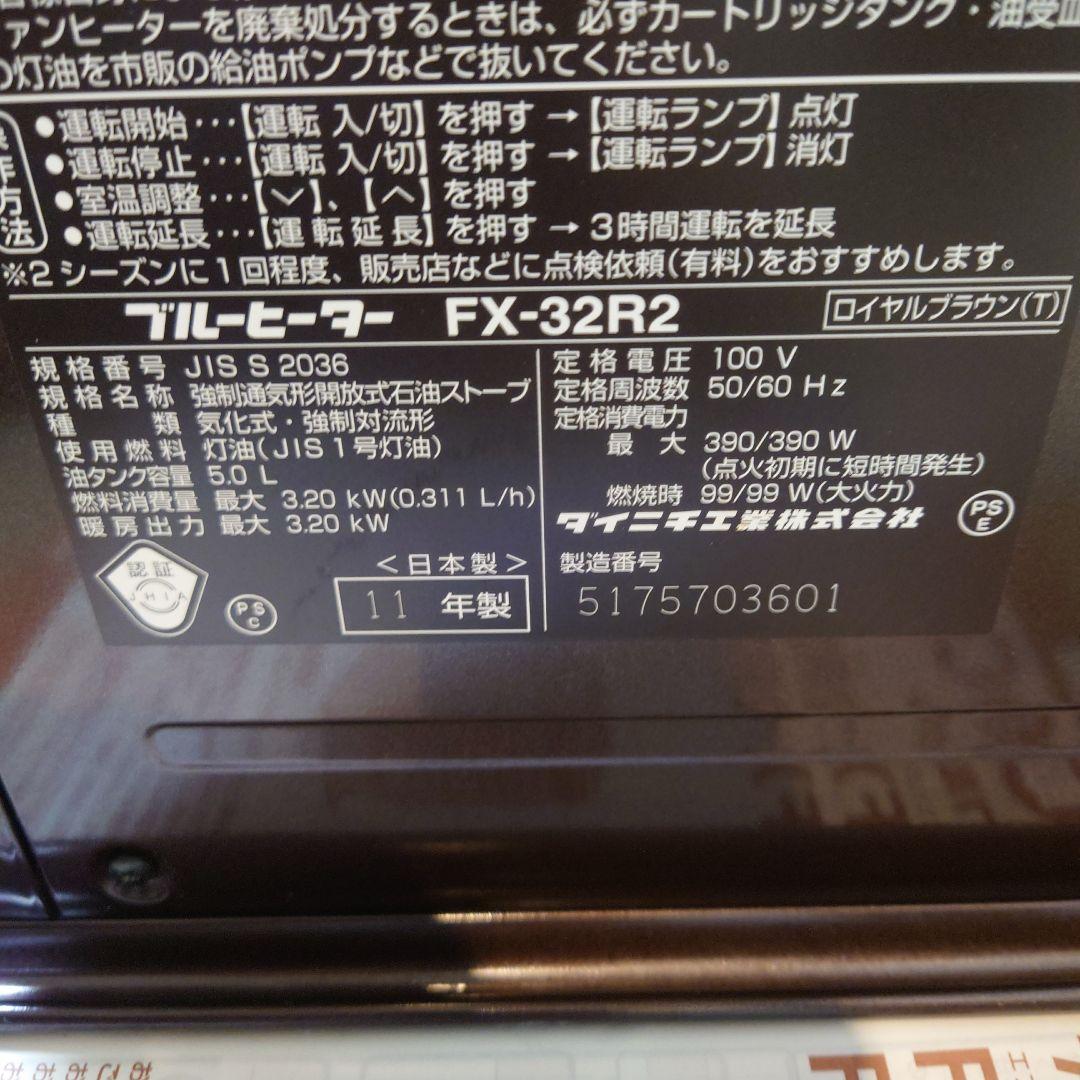 ァンヒーターを廃棄処分するときは、必ずカートリッジタンク・油受皿
の灯油を市販の給油ポンプなどで抜いてください。
作方法
●運転開始･･･【運転 入/切】を押す → 【運転ランプ】点灯
●運転停止･･･【運転 入/切】を押す → 【運転ランプ】消灯
●室温調整･･･【∨】、【∧】を押す
●運転延長･･･【運転延長】を押す → 3時間運転を延長
※2シーズンに1回程度、販売店などに点検依頼(有料)をおすすめします。
ブルーヒーター FX-32R2 ロイヤルブラウン(T)
規格番号 JIS S 2036
規格名称 強制通気形開放式石油ストーブ
種類 気化式・強制対流形
使用燃料 灯油(JIS1号灯油)
油タンク容量 5.0 L
燃料消費量 最大 3.20 kW(0.311 L/h)
暖房出力 最大 3.20 kW
認証
JHIA
PSC
<日本製>
11 年製
定格電圧 100 V
定格周波数 50/60 Hz
定格消費電力
最大 390/390 W
(点火初期に短時間発生)
燃焼時 99/99 W(大火力)
ダイニチ工業株式会社
PSE
製造番号
5175703601